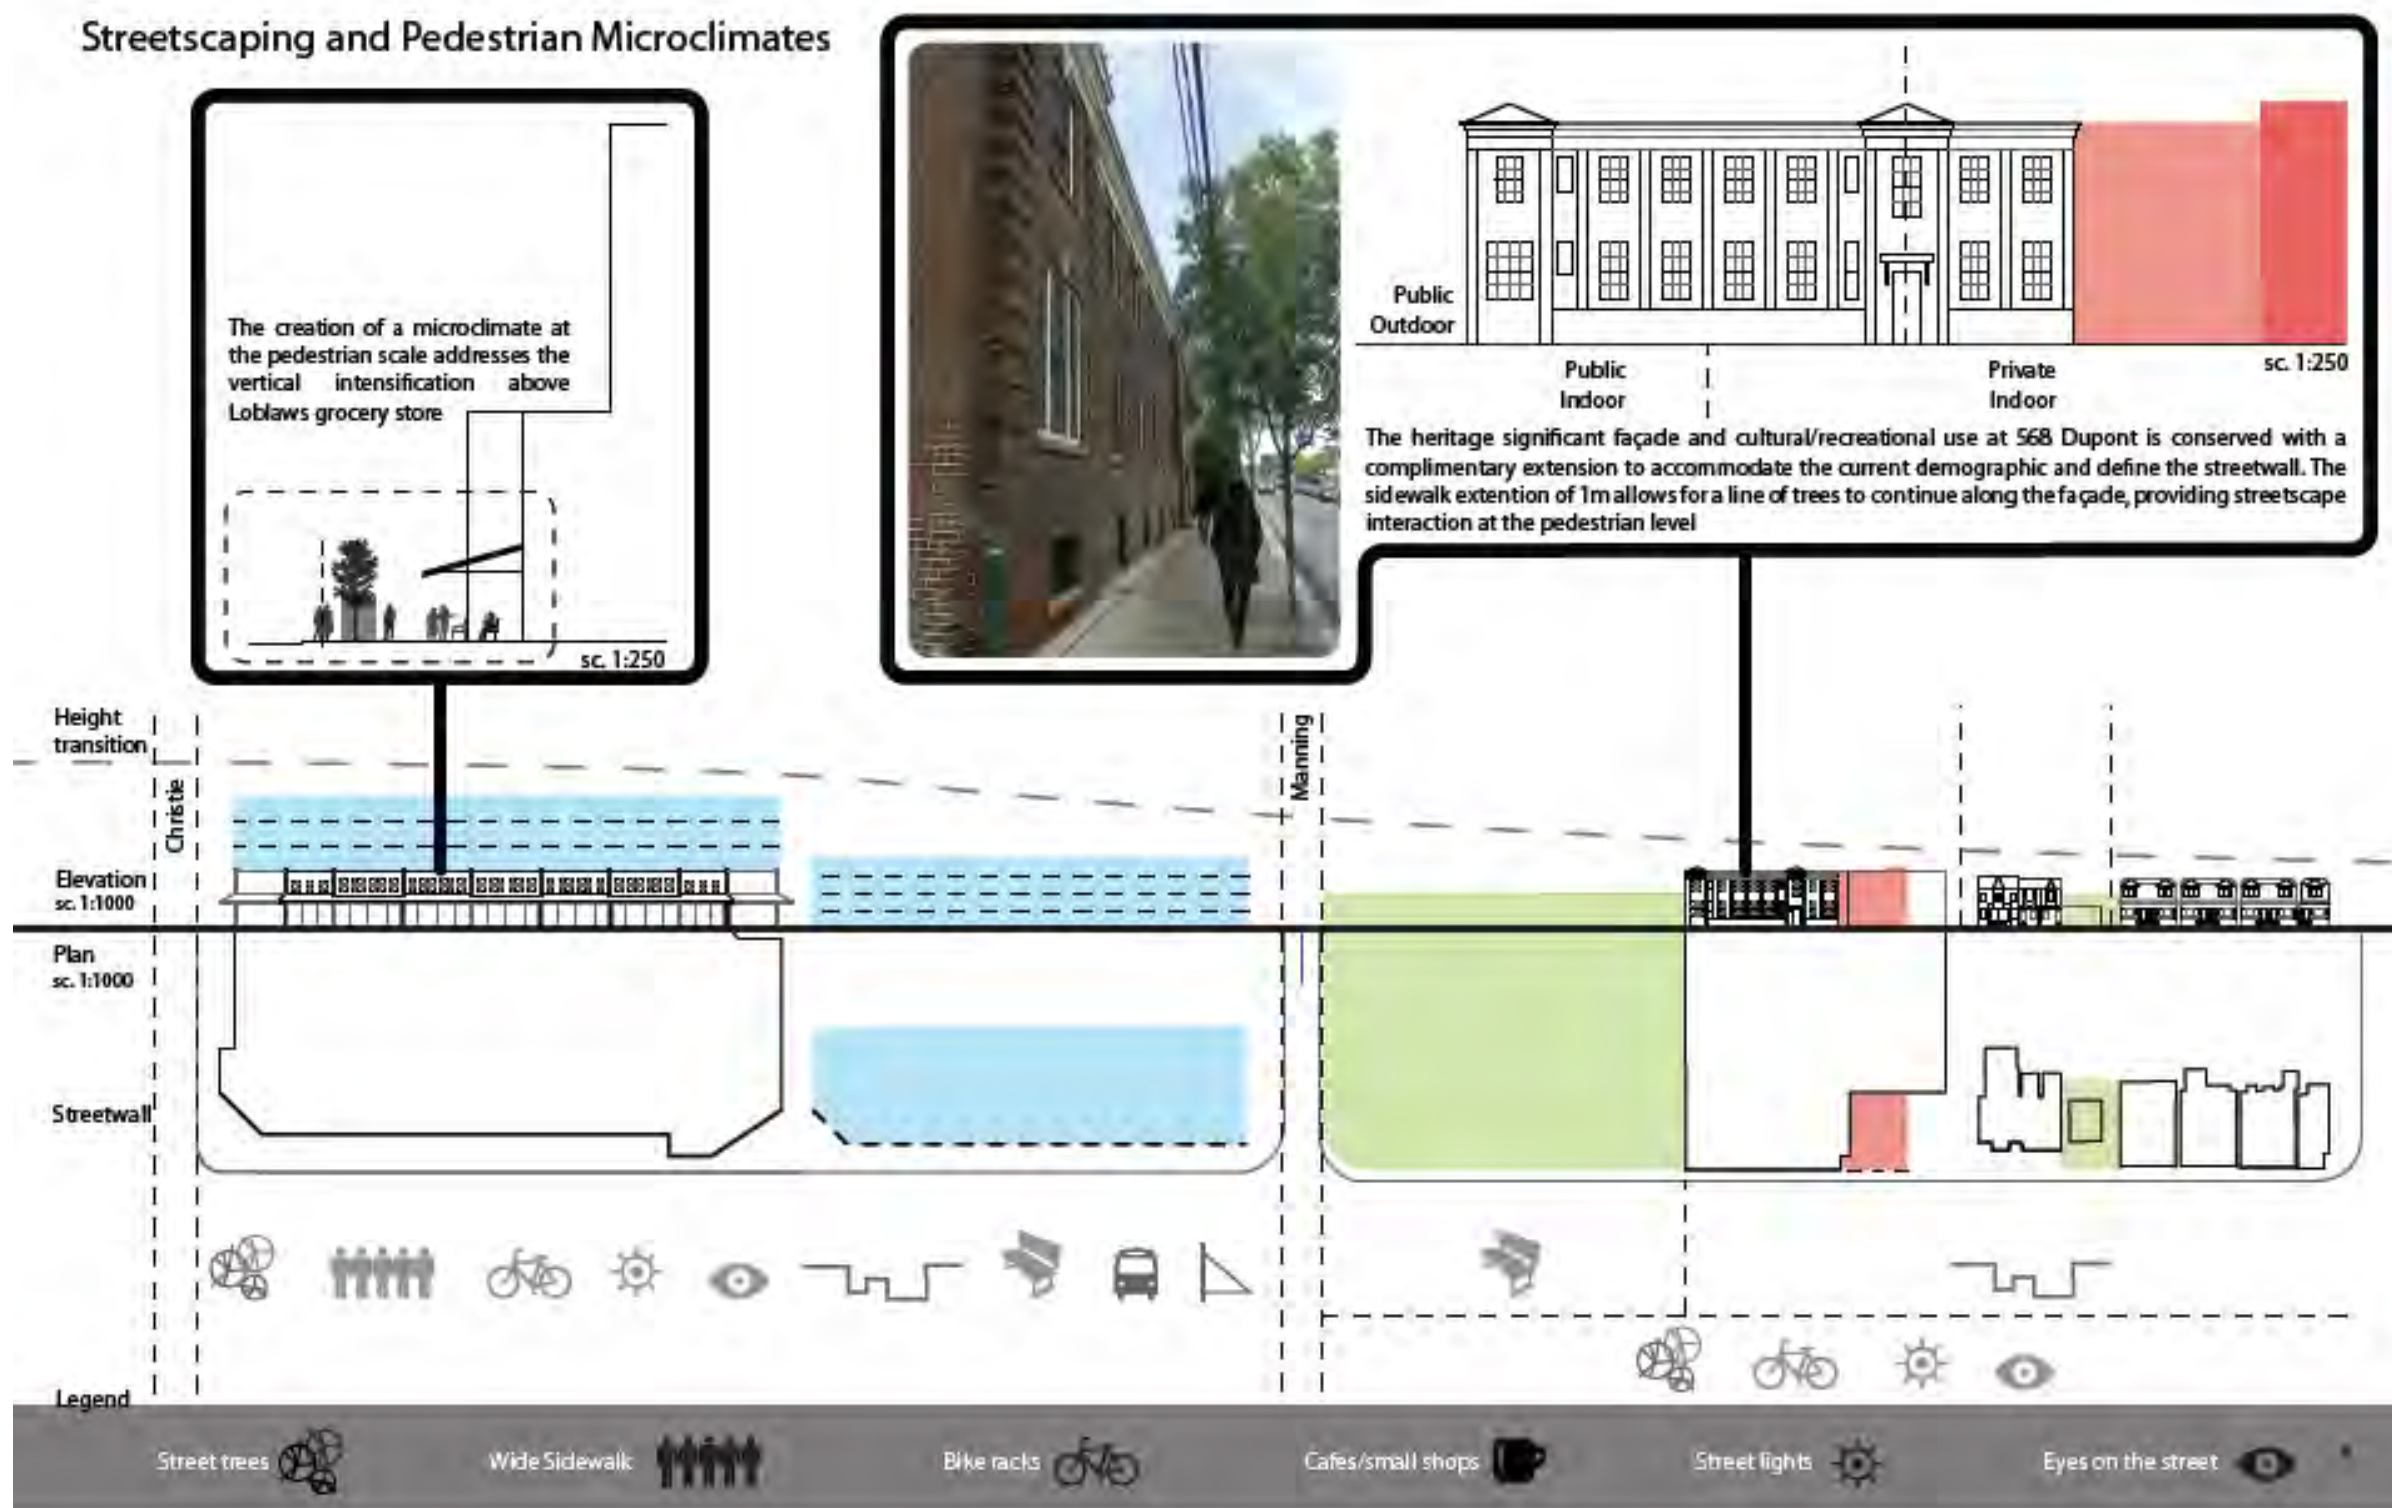 Streetscaping and Pedestrian Microclimates
The creation of a microclimate at
the pedestrian scale addresses the
vertical intensification above
Loblaws grocery store
sc. 1:250
Public
Outdoor
Public
Indoor
Private
Indoor
sc. 1:250
The heritage significant façade and cultural/recreational use at 568 Dupont is conserved with a
complimentary extension to accommodate the current demographic and define the streetwall. The
sidewalk extention of 1m allows for a line of trees to continue along the façade, providing streetscape
interaction at the pedestrian level
Height
transition
Christie
Manning
Elevation
sc. 1:1000
Plan
sc. 1:1000
Streetwall
Legend
Street trees
Wide Sidewalk
Bike racks
Cafes/small shops
Street lights
Eyes on the street